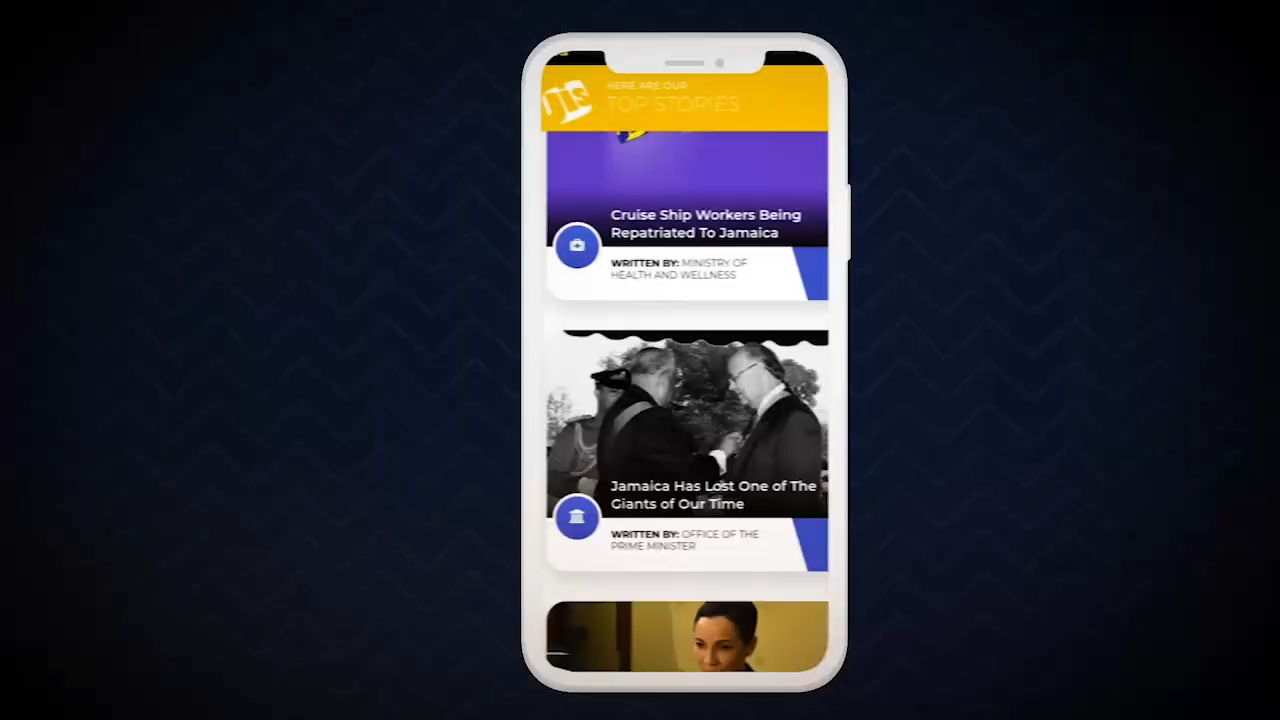 JIS
HERE ARE OUR
TOP STORIES
Cruise Ship Workers Being
Repatriated To Jamaica
WRITTEN BY: MINISTRY OF
HEALTH AND WELLNESS
Jamaica Has Lost One of The
Giants of Our Time
WRITTEN BY: OFFICE OF THE
PRIME MINISTER